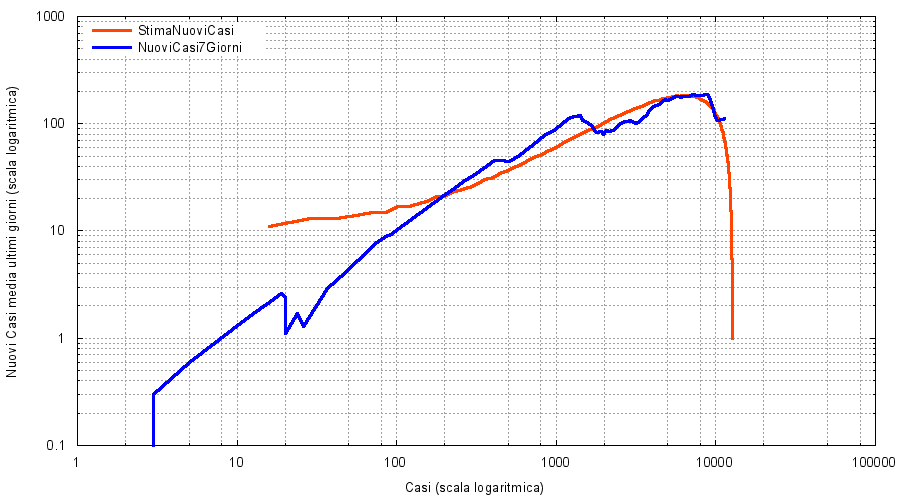 1000
StimaNuoviCasi
NuoviCasi7Giorni
100
10
1
0.1
Nuovi Casi media ultimi giorni (scala logaritmica)
1 10 100 1000 10000 100000
Casi (scala logaritmica)